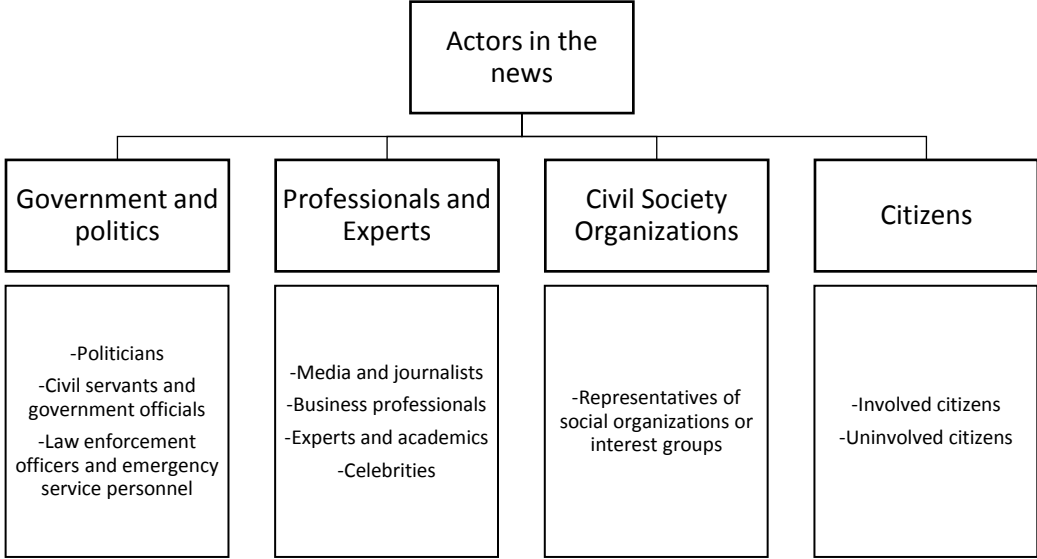 Actors in the
news
Government and
politics
Professionals and
Experts
Civil Society
Organizations
Citizens
-Politicians
-Civil servants and
government officials
-Law enforcement
officers and emergency
service personnel
-Media and journalists
-Business professionals
-Experts and academics
-Celebrities
-Representatives of
social organizations or
interest groups
-Involved citizens
-Uninvolved citizens